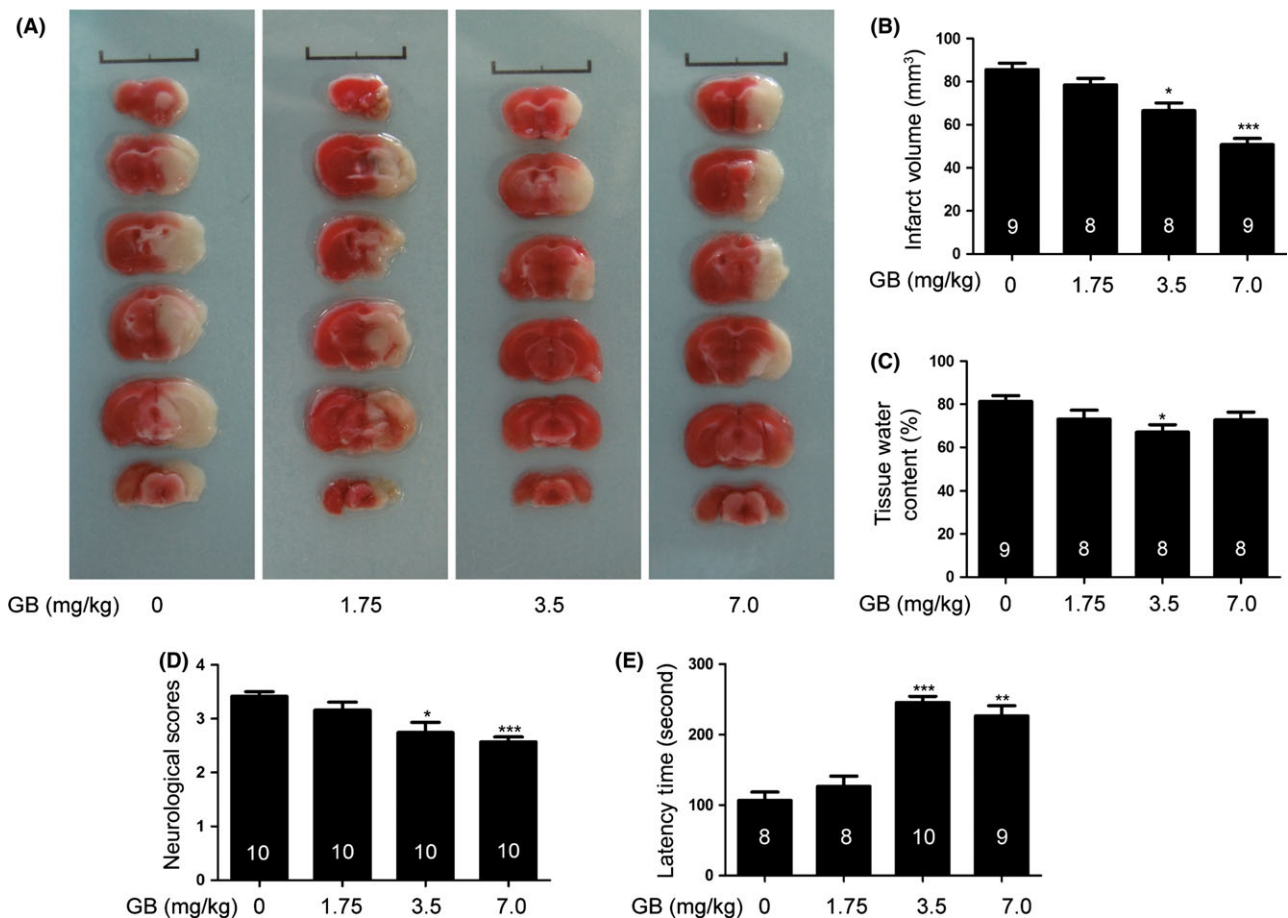 (A)
GB (mg/kg) 0 1.75 3.5 7.0
(B)
Infarct volume (mm³)
100
80
60
40
20
0
* ***
9 8 8 9
GB (mg/kg) 0 1.75 3.5 7.0
(C)
Tissue water
content (%)
100
80
60
40
20
0
*
9 8 8 8
GB (mg/kg) 0 1.75 3.5 7.0
(D)
Neurological scores
4
3
2
1
0
* ***
10 10 10 10
GB (mg/kg) 0 1.75 3.5 7.0
(E)
Latency time (second)
300
200
100
0
*** **
8 8 10 9
GB (mg/kg) 0 1.75 3.5 7.0